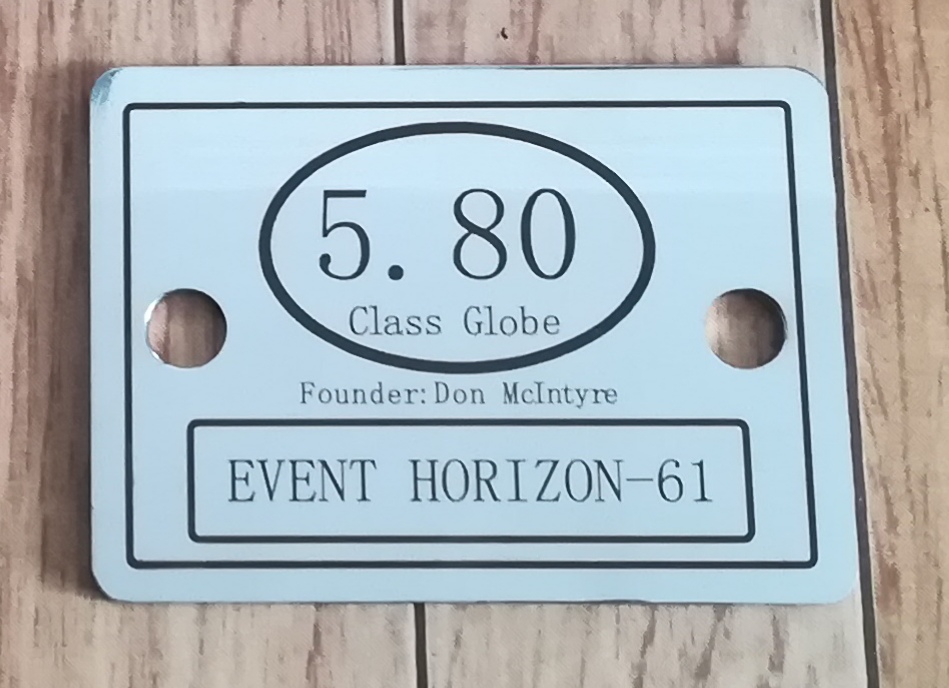 5.80
Class Globe
Founder:Don McIntyre
EVENT HORIZON-61